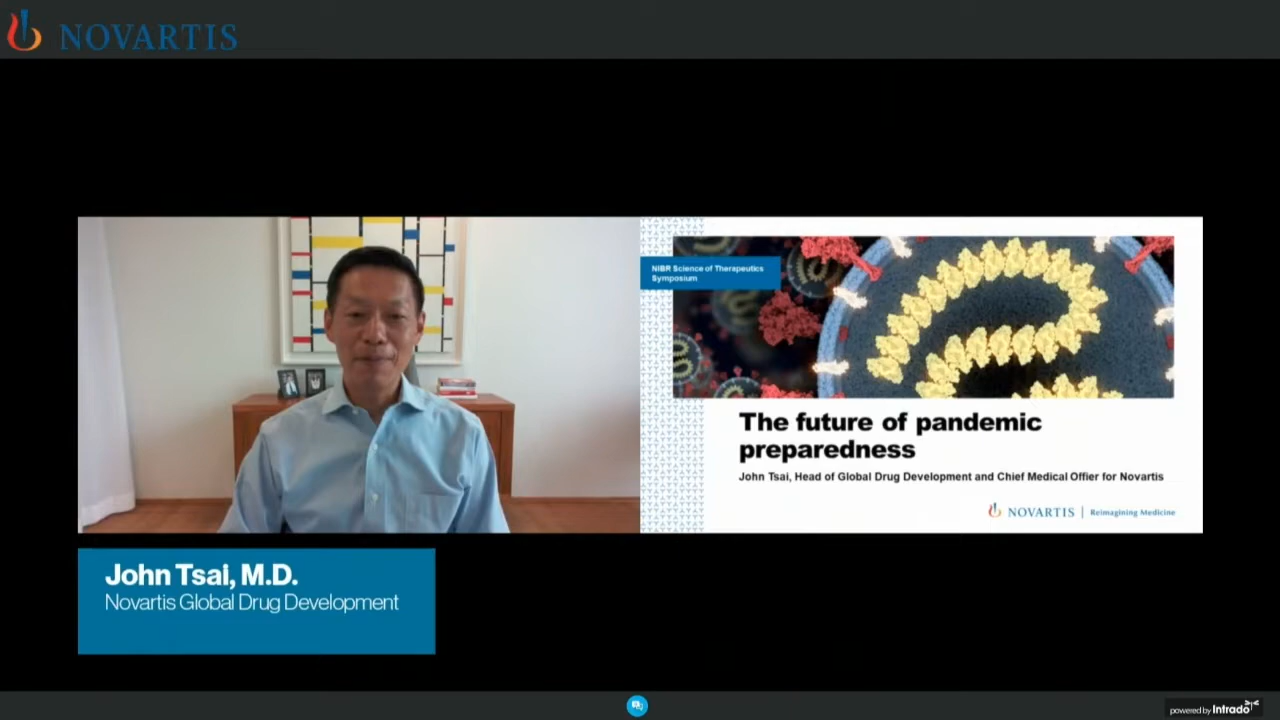 NOVARTIS
NIBR Science of Therapeutics
Symposium
The future of pandemic
preparedness
John Tsai, Head of Global Drug Development and Chief Medical Offier for Novartis
NOVARTIS | Reimagining Medicine
John Tsai, M.D.
Novartis Global Drug Development
powered by Intrado